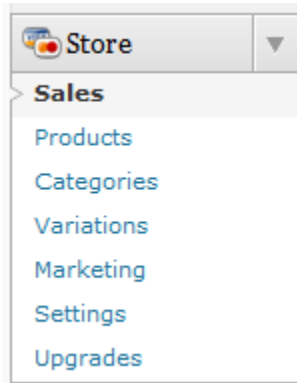 Store
Sales
Products
Categories
Variations
Marketing
Settings
Upgrades